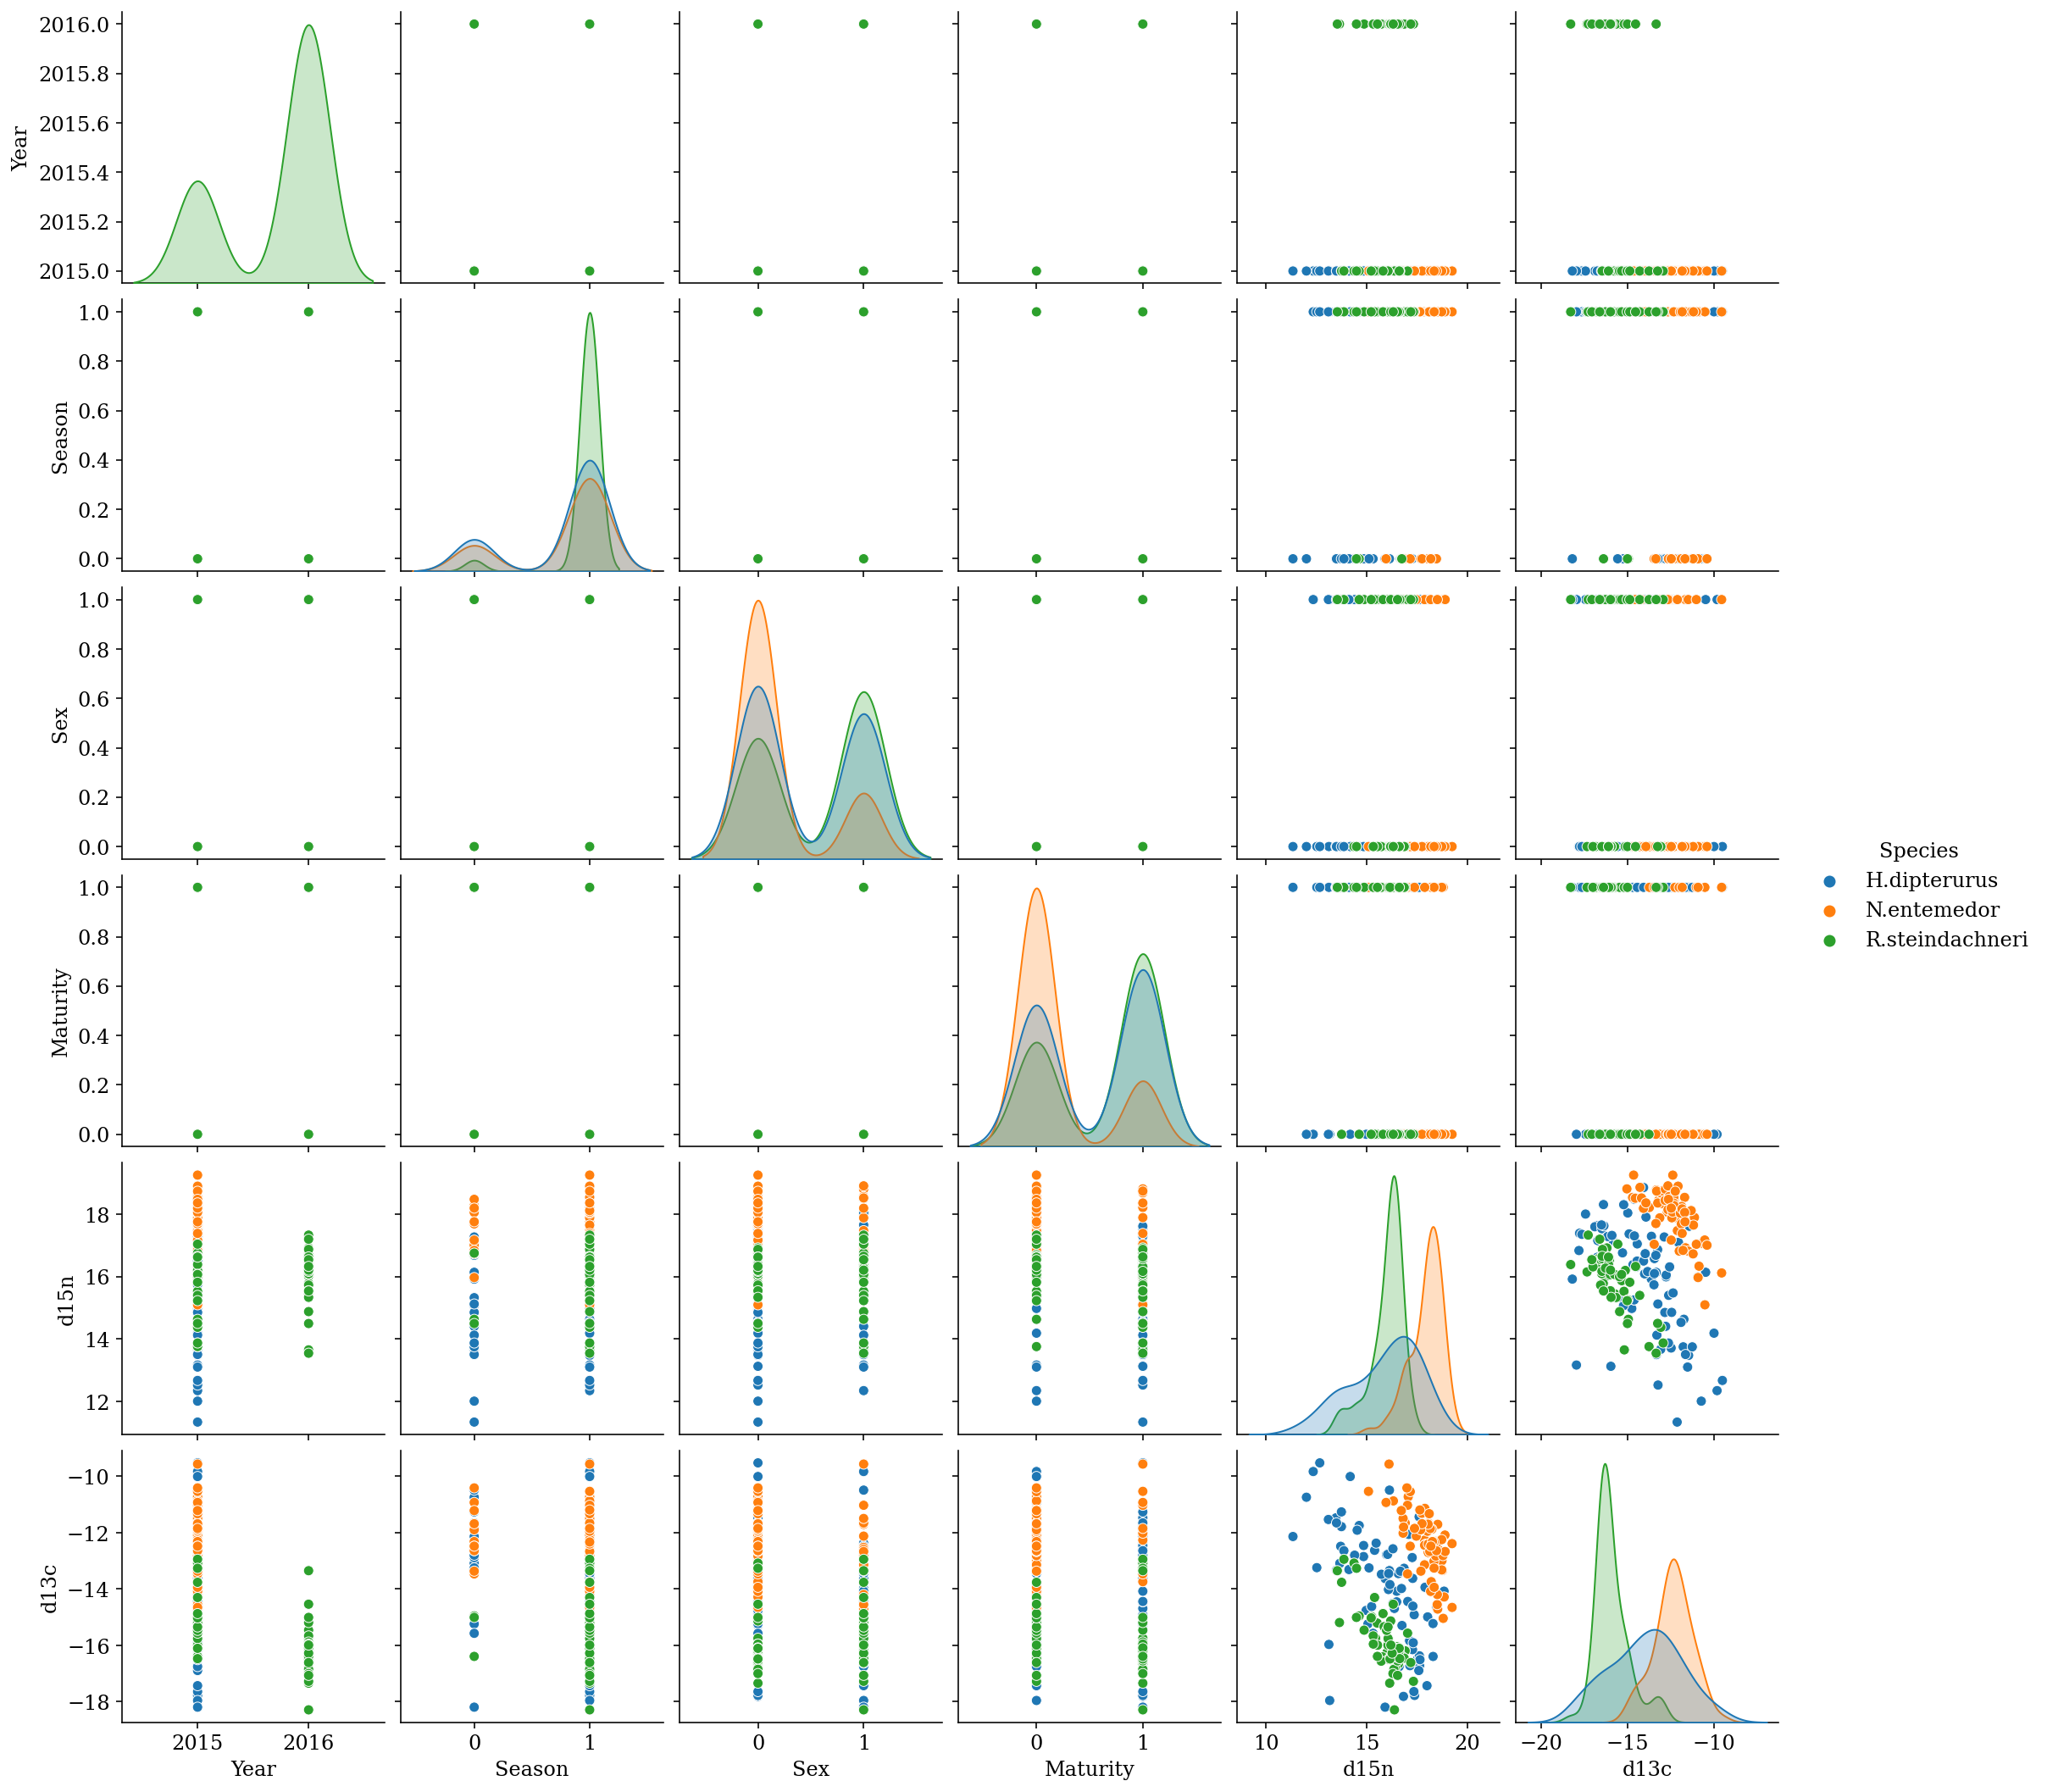 2016.0
2015.8
2015.6
2015.4
2015.2
2015.0
Year
1.0
0.8
0.6
0.4
0.2
0.0
Season
1.0
0.8
0.6
0.4
0.2
0.0
Sex
Species
H.dipterurus
N.entemedor
R.steindachneri
1.0
0.8
0.6
0.4
0.2
0.0
Maturity
18
16
14
12
d15n
−10
−12
−14
−16
−18
d13c
2015 2016 0 1 0 1 0 1 10 15 20 −20 −15 −10
Year Season Sex Maturity d15n d13c